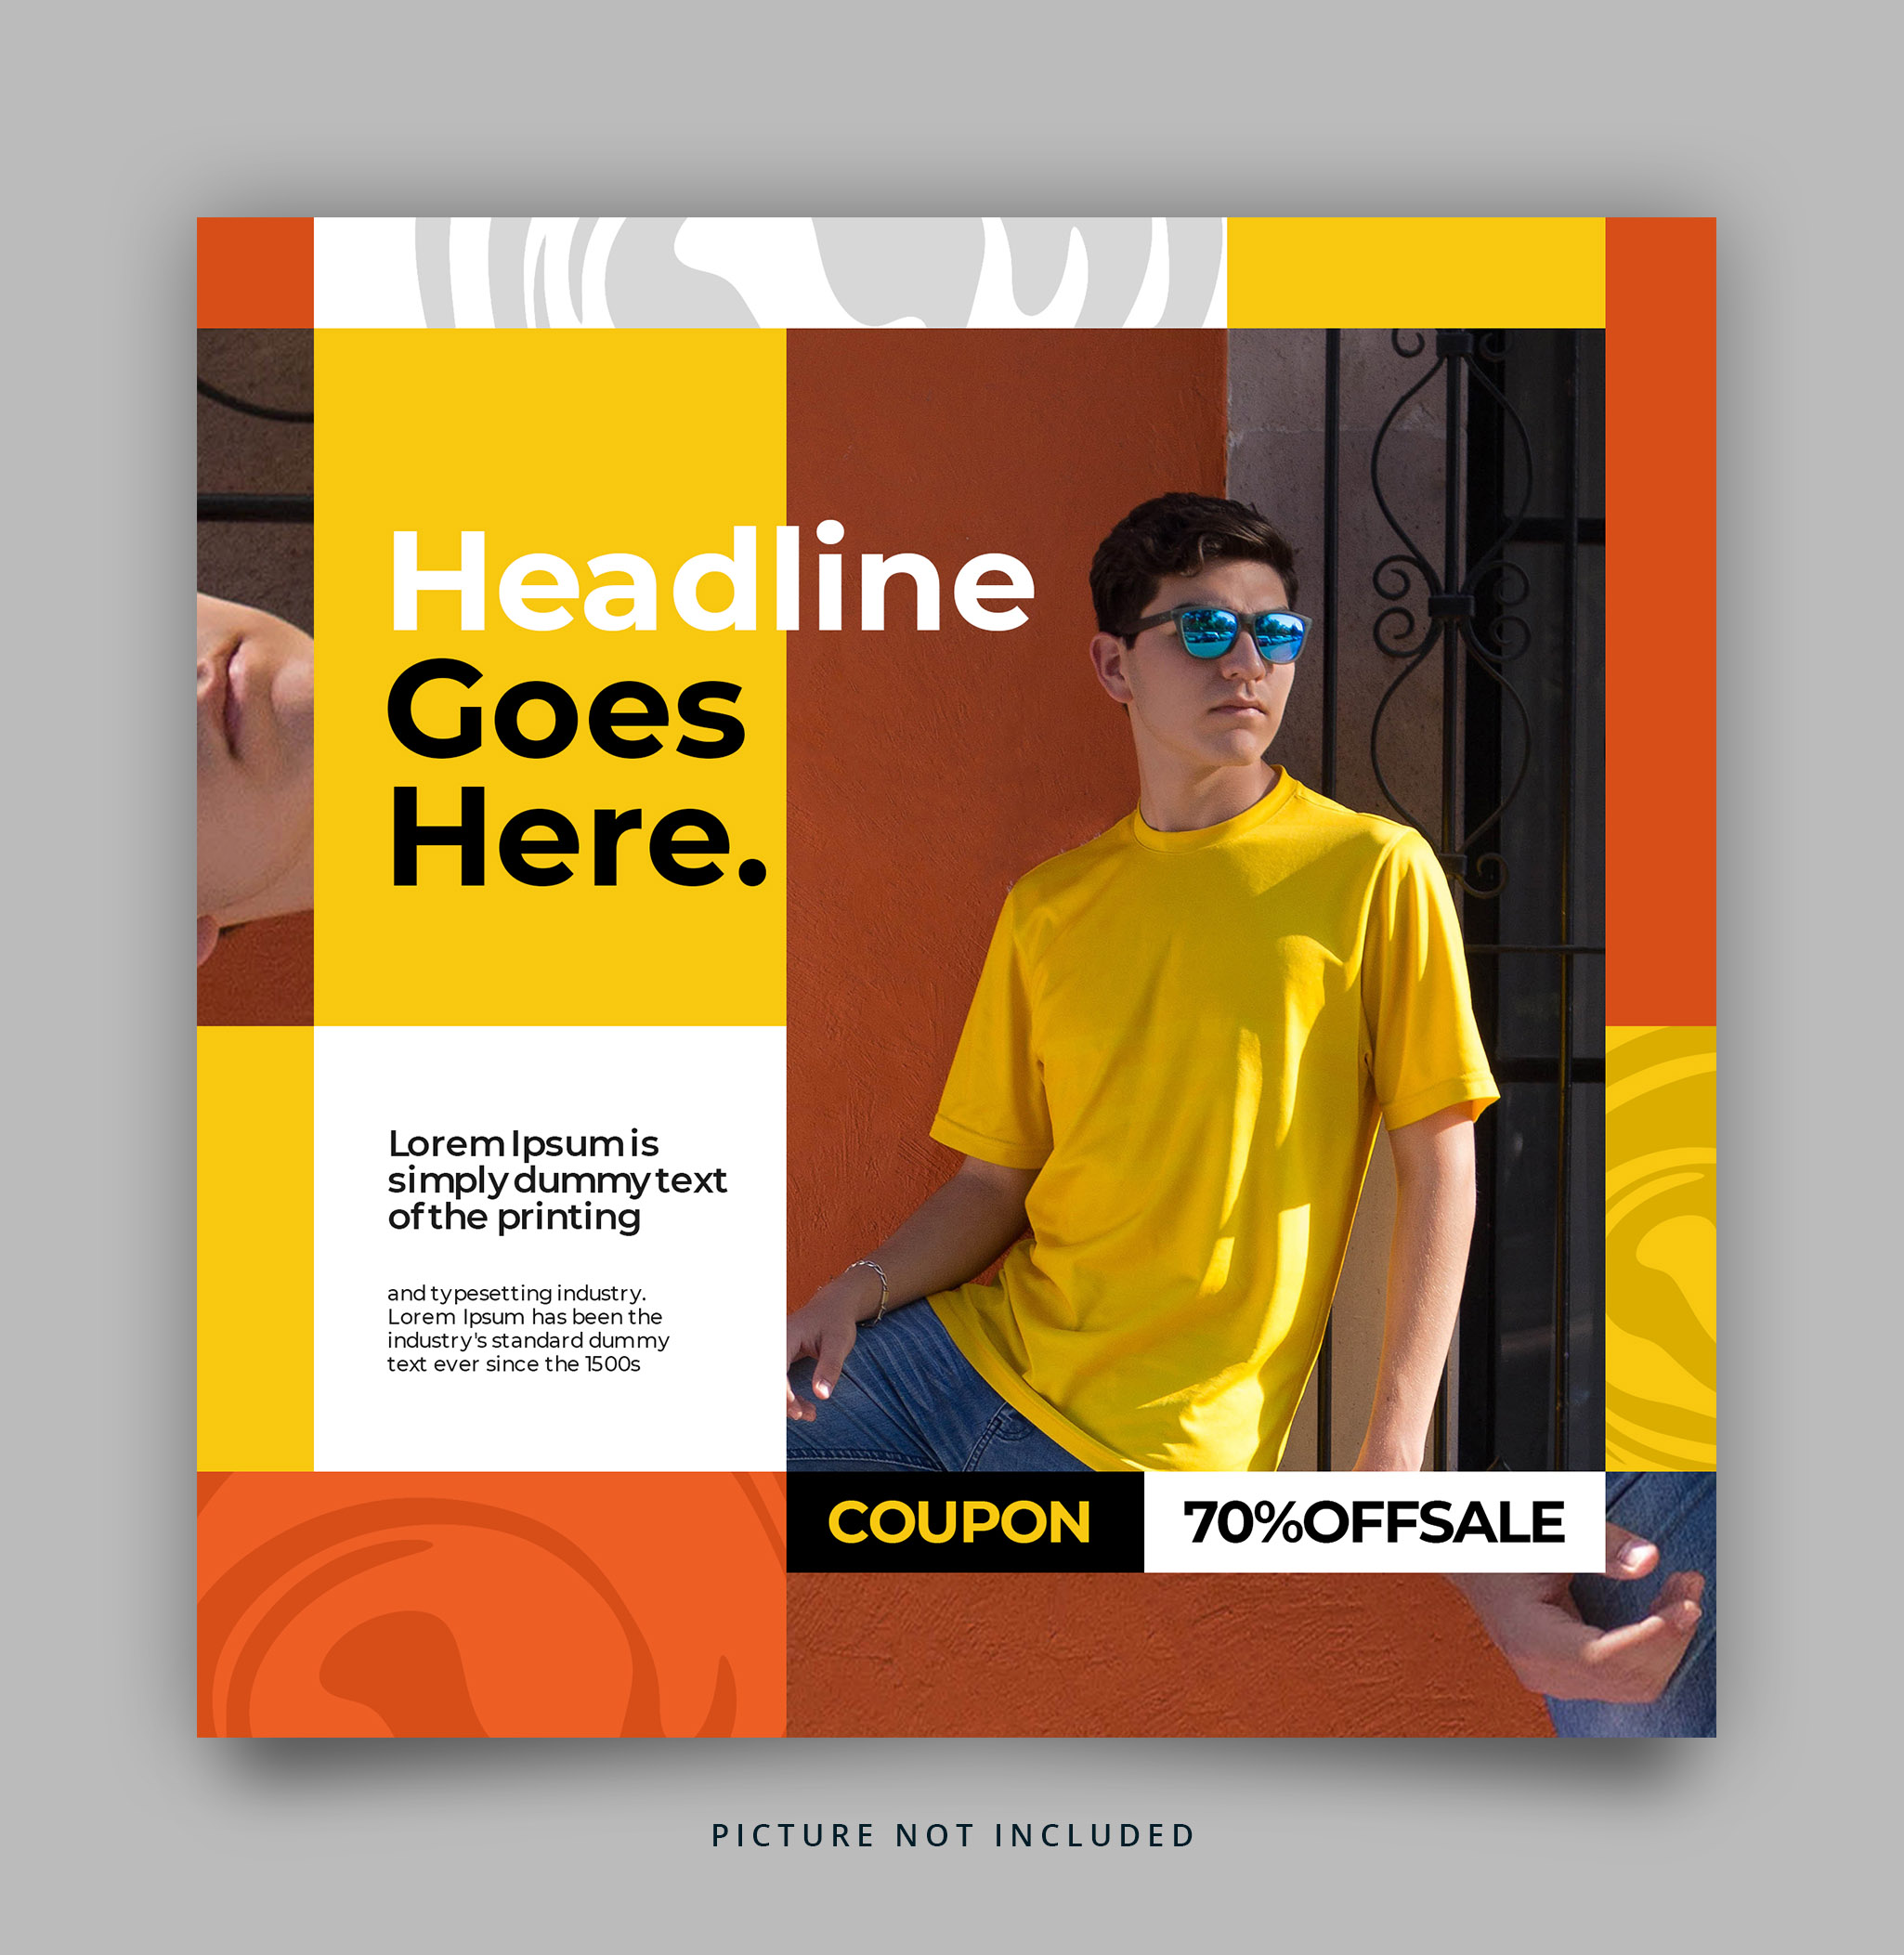 Headline
Goes
Here.
Lorem Ipsum is
simply dummy text
of the printing
and typesetting industry.
Lorem Ipsum has been the
industry's standard dummy
text ever since the 1500s
COUPON
70%OFFSALE
PICTURE NOT INCLUDED